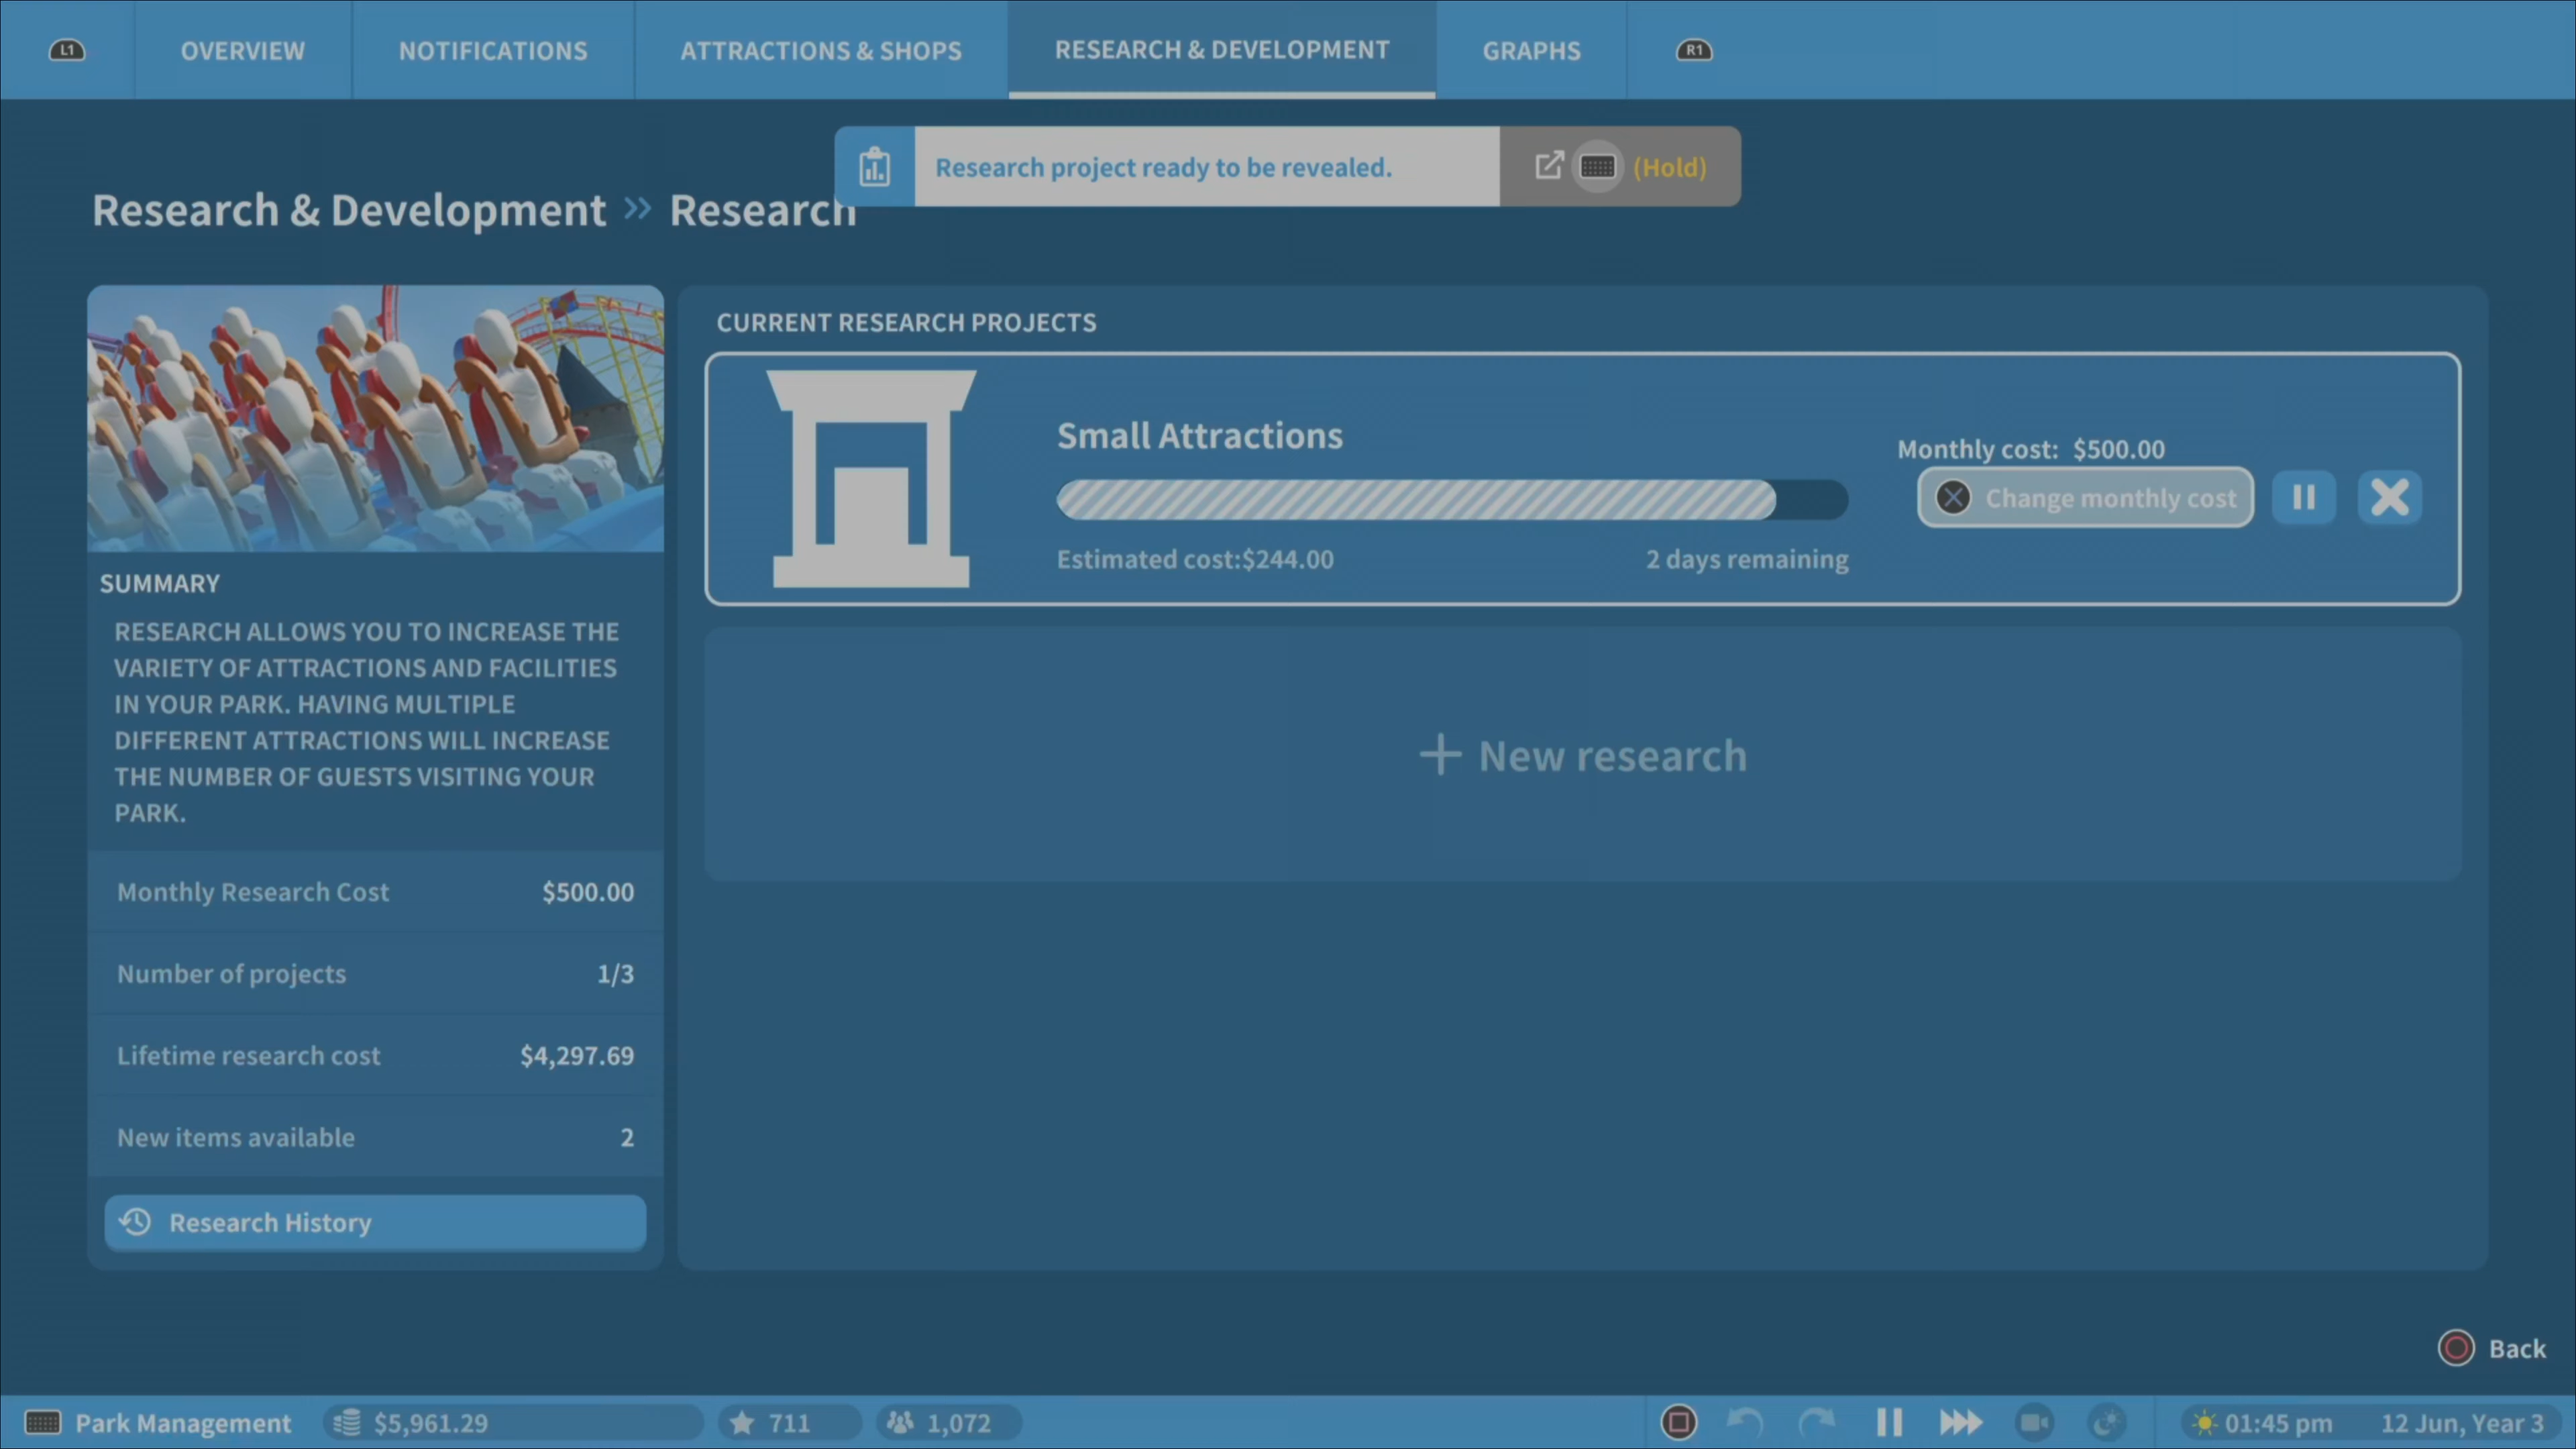 L1 OVERVIEW NOTIFICATIONS ATTRACTIONS & SHOPS RESEARCH & DEVELOPMENT GRAPHS R1
Research project ready to be revealed. (Hold)
Research & Development » Research
CURRENT RESEARCH PROJECTS
Small Attractions
Monthly cost: $500.00
Change monthly cost
Estimated cost:$244.00 2 days remaining
+ New research
SUMMARY
RESEARCH ALLOWS YOU TO INCREASE THE
VARIETY OF ATTRACTIONS AND FACILITIES
IN YOUR PARK. HAVING MULTIPLE
DIFFERENT ATTRACTIONS WILL INCREASE
THE NUMBER OF GUESTS VISITING YOUR
PARK.
Monthly Research Cost $500.00
Number of projects 1/3
Lifetime research cost $4,297.69
New items available 2
Research History
Back
Park Management $5,961.29 711 1,072 01:45 pm 12 Jun, Year 3